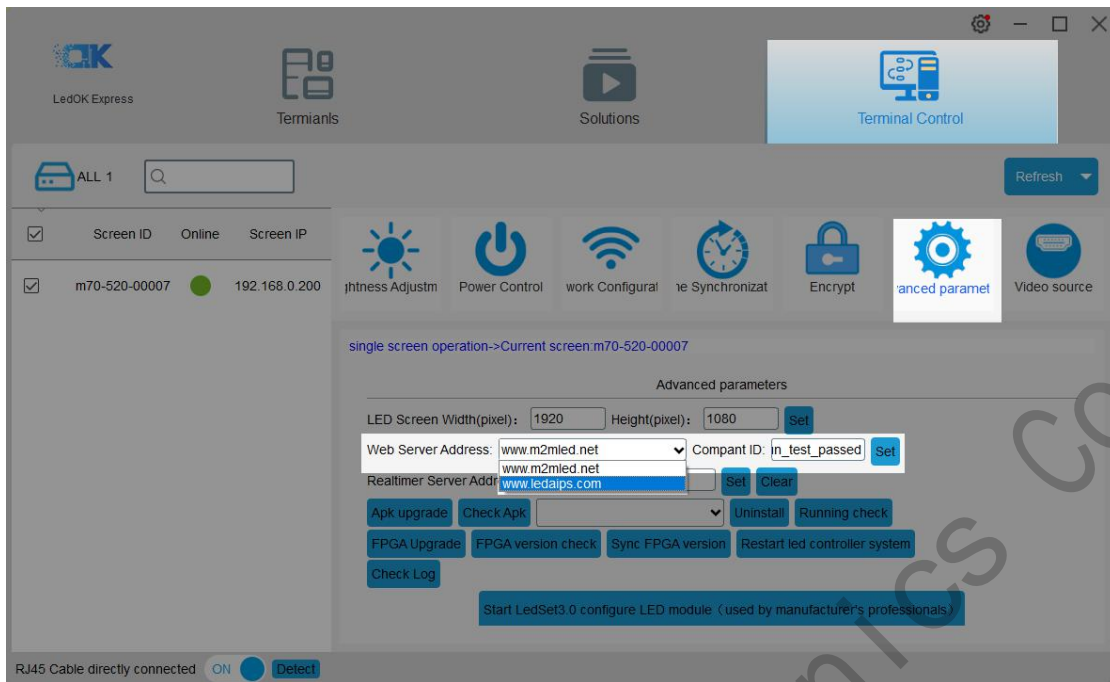 LedOK Express
Termianls
Solutions
Terminal Control
ALL 1
Refresh
Screen ID Online Screen IP
m70-520-00007 192.168.0.200
ghtness Adjustm Power Control work Configurat ne Synchronizat Encrypt vanced paramet Video source
single screen operation->Current screen:m70-520-00007
Advanced parameters
LED Screen Width(pixel): 1920 Height(pixel): 1080 Set
Web Server Address: www.m2mled.net Compant ID: in_test_passed Set
www.m2mled.net
www.ledaips.com
Realtimer Server Addr Set Clear
Apk upgrade Check Apk Uninstall Running check
FPGA Upgrade FPGA version check Sync FPGA version Restart led controller system
Check Log
Start LedSet3.0 configure LED module（used by manufacturer's professionals）
RJ45 Cable directly connected ON Detect
nics Co